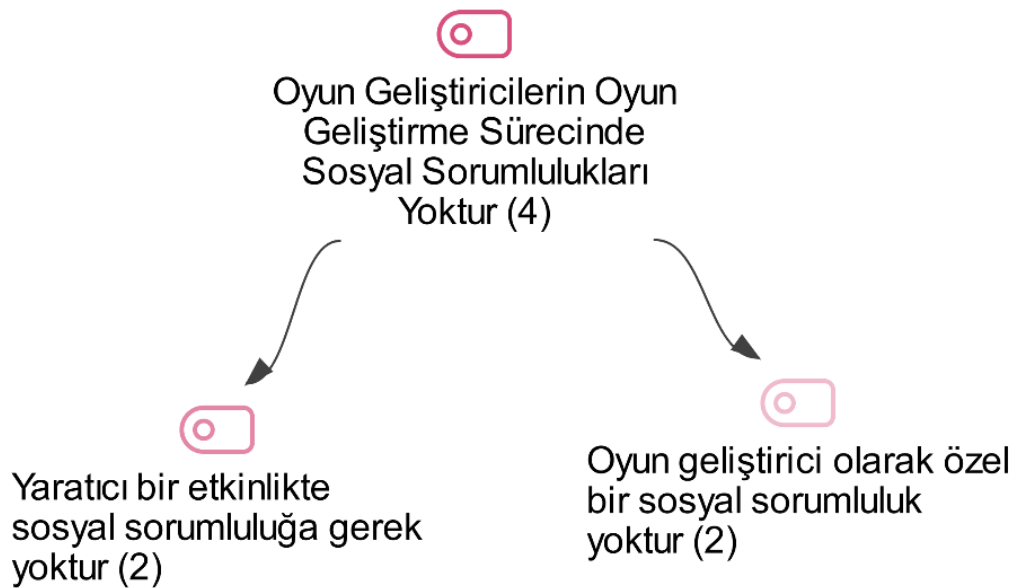 Oyun Geliştiricilerin Oyun
Geliştirme Sürecinde
Sosyal Sorumlulukları
Yoktur (4)
Yaratıcı bir etkinlikte
sosyal sorumluluğa gerek
yoktur (2)
Oyun geliştirici olarak özel
bir sosyal sorumluluk
yoktur (2)